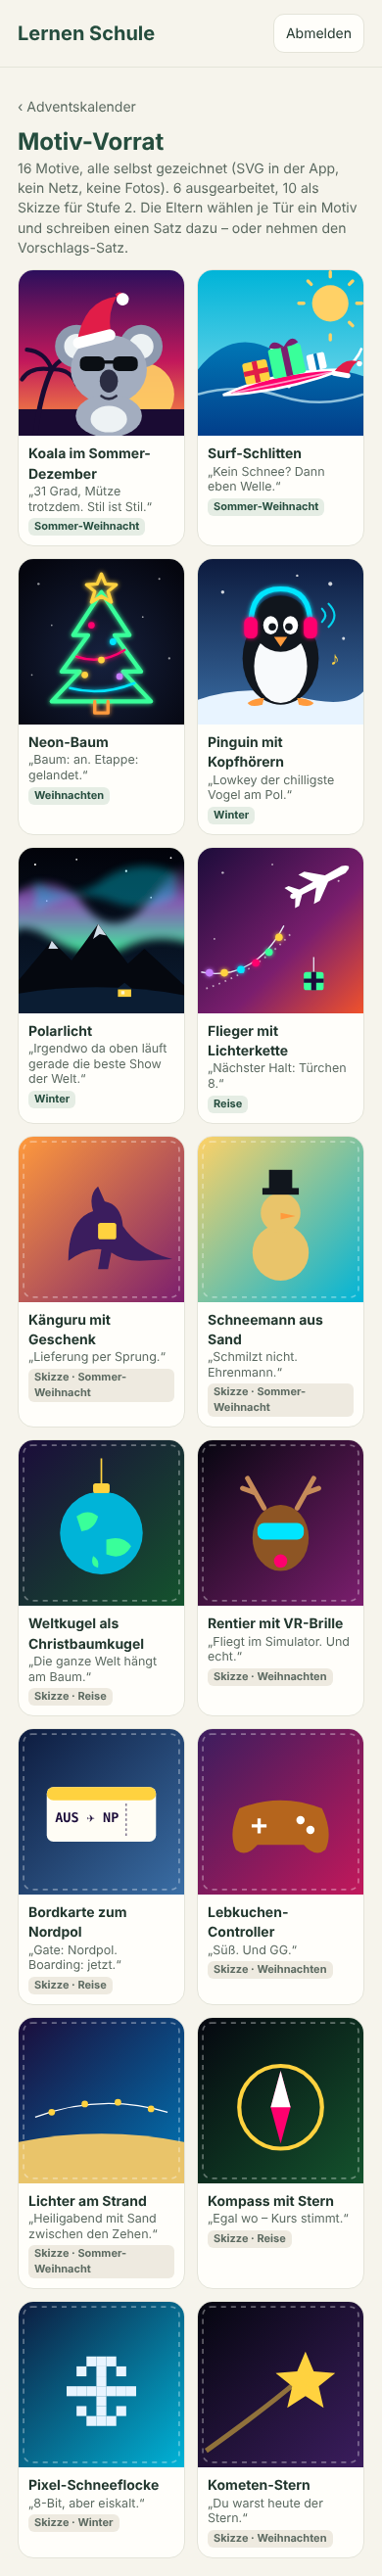 Lernen Schule
Abmelden
‹ Adventskalender
Motiv-Vorrat
16 Motive, alle selbst gezeichnet (SVG in der App,
kein Netz, keine Fotos). 6 ausgearbeitet, 10 als
Skizze für Stufe 2. Die Eltern wählen je Tür ein Motiv
und schreiben einen Satz dazu – oder nehmen den
Vorschlags-Satz.
Koala im Sommer-
Dezember
„31 Grad, Mütze
trotzdem. Stil ist Stil.“
Sommer-Weihnacht
Surf-Schlitten
„Kein Schnee? Dann
eben Welle.“
Sommer-Weihnacht
Neon-Baum
„Baum: an. Etappe:
gelandet.“
Weihnachten
Pinguin mit
Kopfhörern
„Lowkey der chilligste
Vogel am Pol.“
Winter
Polarlicht
„Irgendwo da oben läuft
gerade die beste Show
der Welt.“
Winter
Flieger mit
Lichterkette
„Nächster Halt: Türchen
8.“
Reise
Känguru mit
Geschenk
„Lieferung per Sprung.“
Skizze · Sommer-
Weihnacht
Schneemann aus
Sand
„Schmilzt nicht.
Ehrenmann.“
Skizze · Sommer-
Weihnacht
Weltkugel als
Christbaumkugel
„Die ganze Welt hängt
am Baum.“
Skizze · Reise
Rentier mit VR-Brille
„Fliegt im Simulator. Und
echt.“
Skizze · Weihnachten
AUS ✈ NP
Bordkarte zum
Nordpol
„Gate: Nordpol.
Boarding: jetzt.“
Skizze · Reise
Lebkuchen-
Controller
„Süß. Und GG.“
Skizze · Weihnachten
Lichter am Strand
„Heiligabend mit Sand
zwischen den Zehen.“
Skizze · Sommer-
Weihnacht
Kompass mit Stern
„Egal wo – Kurs stimmt.“
Skizze · Reise
Pixel-Schneeflocke
„8-Bit, aber eiskalt.“
Skizze · Winter
Kometen-Stern
„Du warst heute der
Stern.“
Skizze · Weihnachten